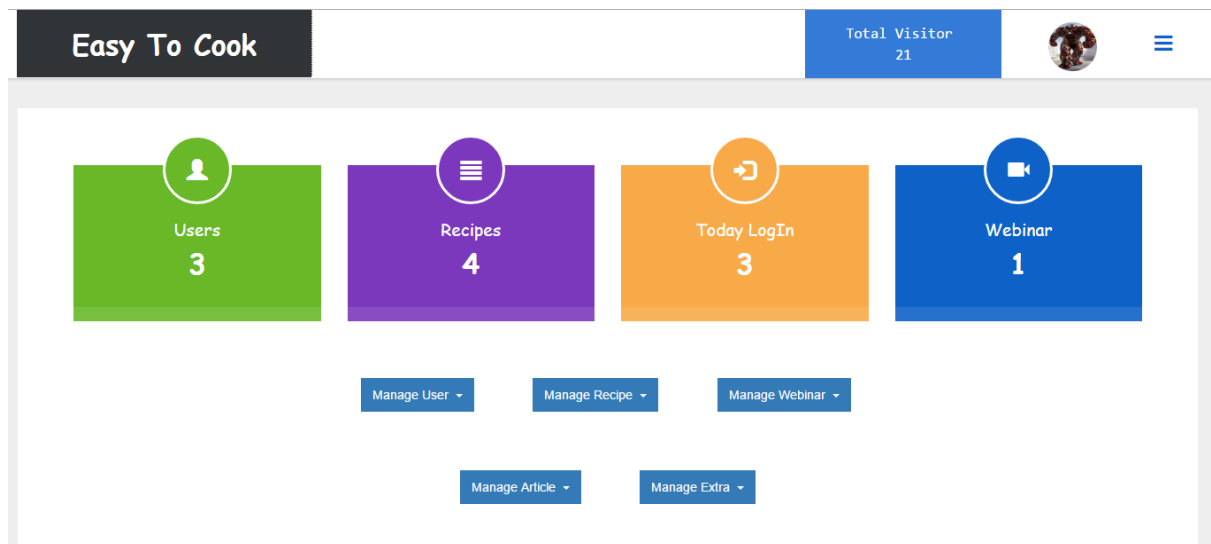 Easy To Cook
Total Visitor
21
Users
3
Recipes
4
Today LogIn
3
Webinar
1
Manage User
Manage Recipe
Manage Webinar
Manage Article
Manage Extra